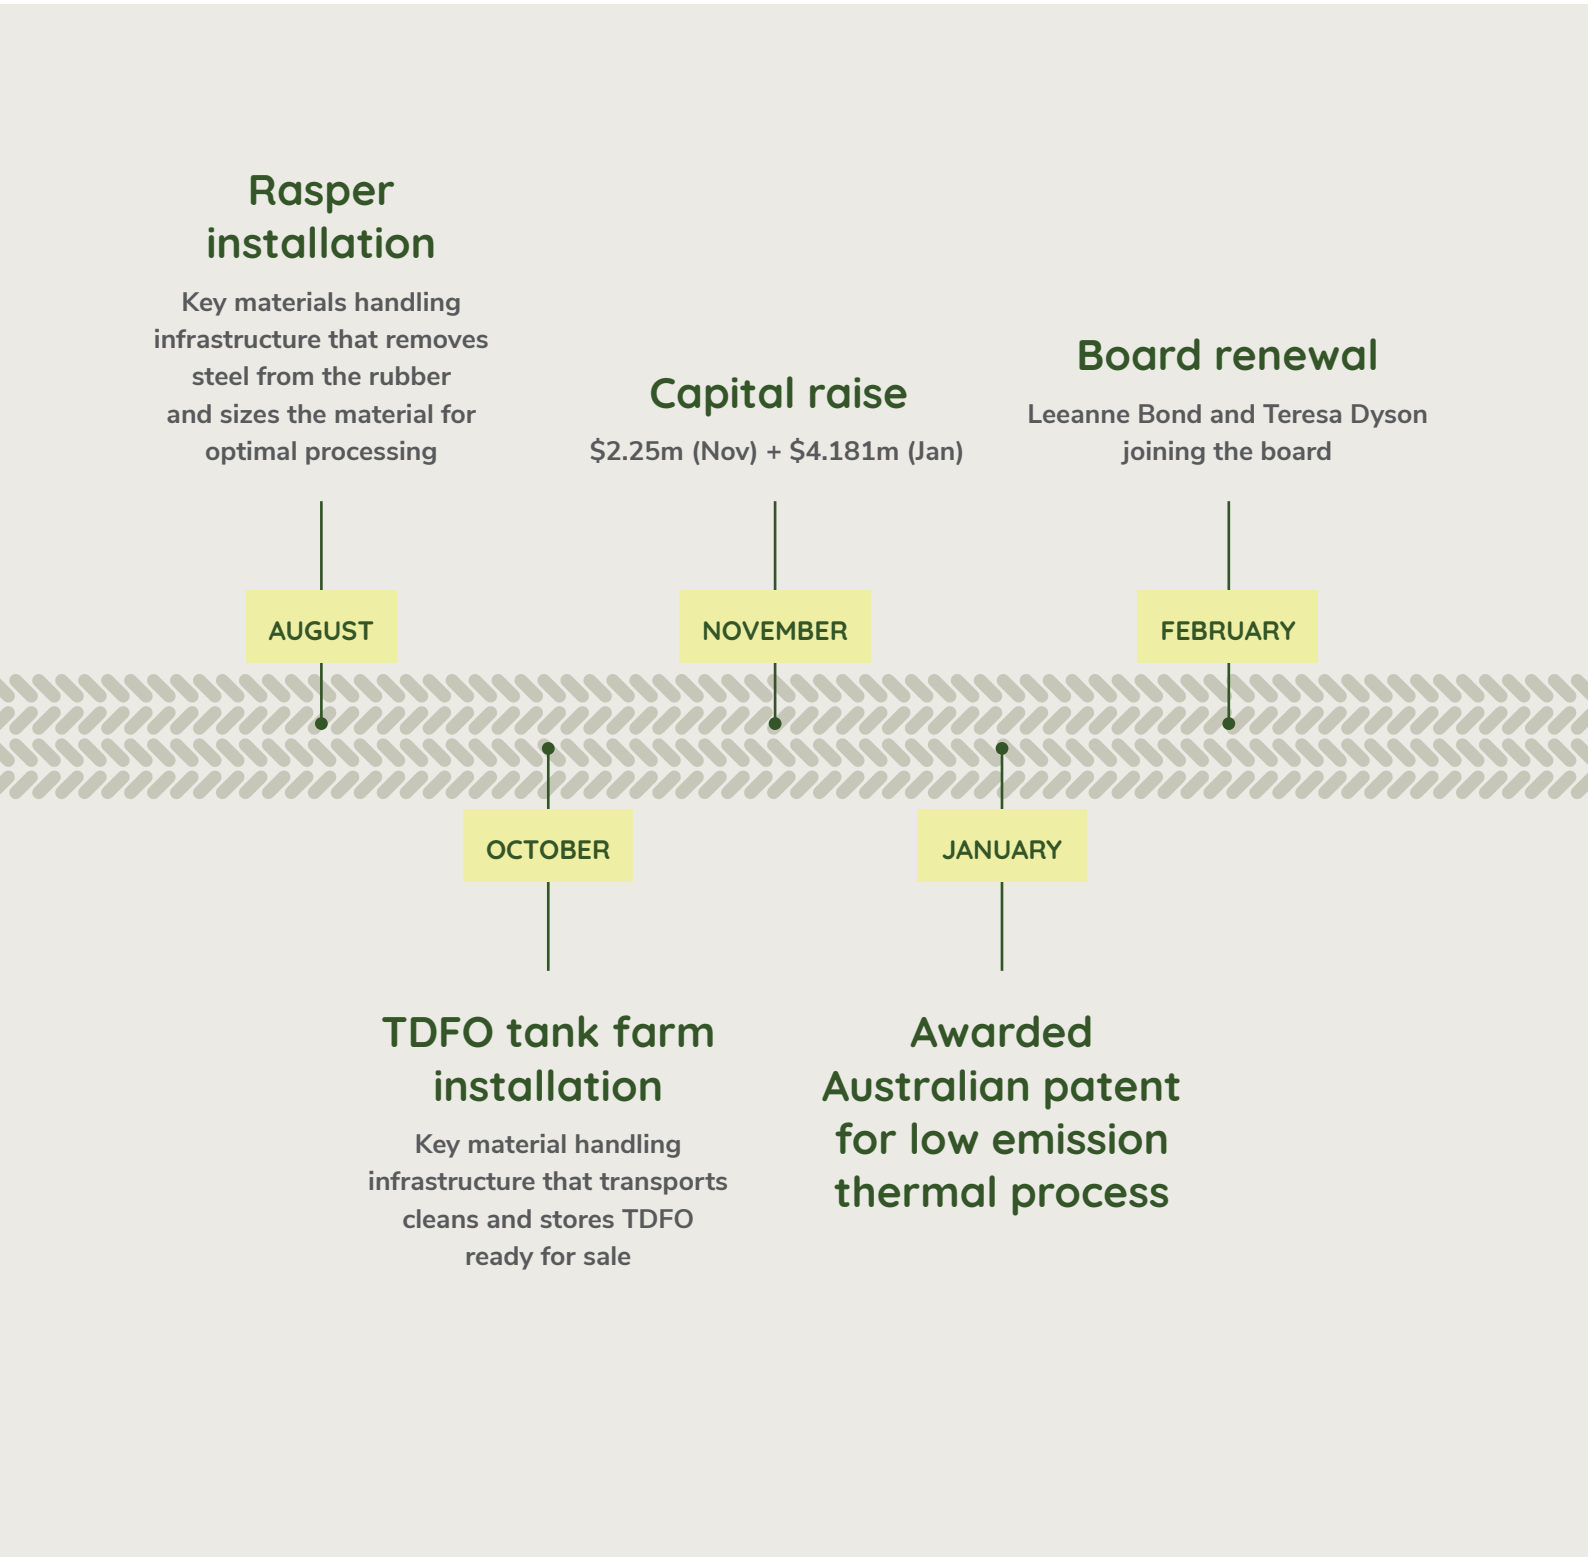 Rasper
installation
Key materials handling
infrastructure that removes
steel from the rubber
and sizes the material for
optimal processing
AUGUST
TDFO tank farm
installation
Key material handling
infrastructure that transports
cleans and stores TDFO
ready for sale
OCTOBER
Capital raise
$2.25m (Nov) + $4.181m (Jan)
NOVEMBER
JANUARY
Awarded
Australian patent
for low emission
thermal process
Board renewal
Leeanne Bond and Teresa Dyson
joining the board
FEBRUARY